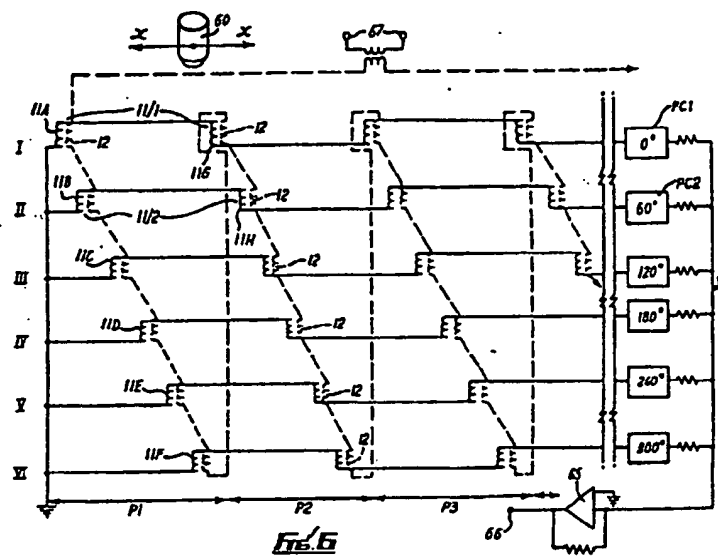 60
x x
67
11A 11/1 PC1
12 12
I 0°
11G
11B PC2
12
II 60°
11/2 11H
11C
12
III 120°
11D
12
IV 180°
11E
12
V 240°
11F
12
VI 300°
P1 P2 P3
65
66
FIG. 6